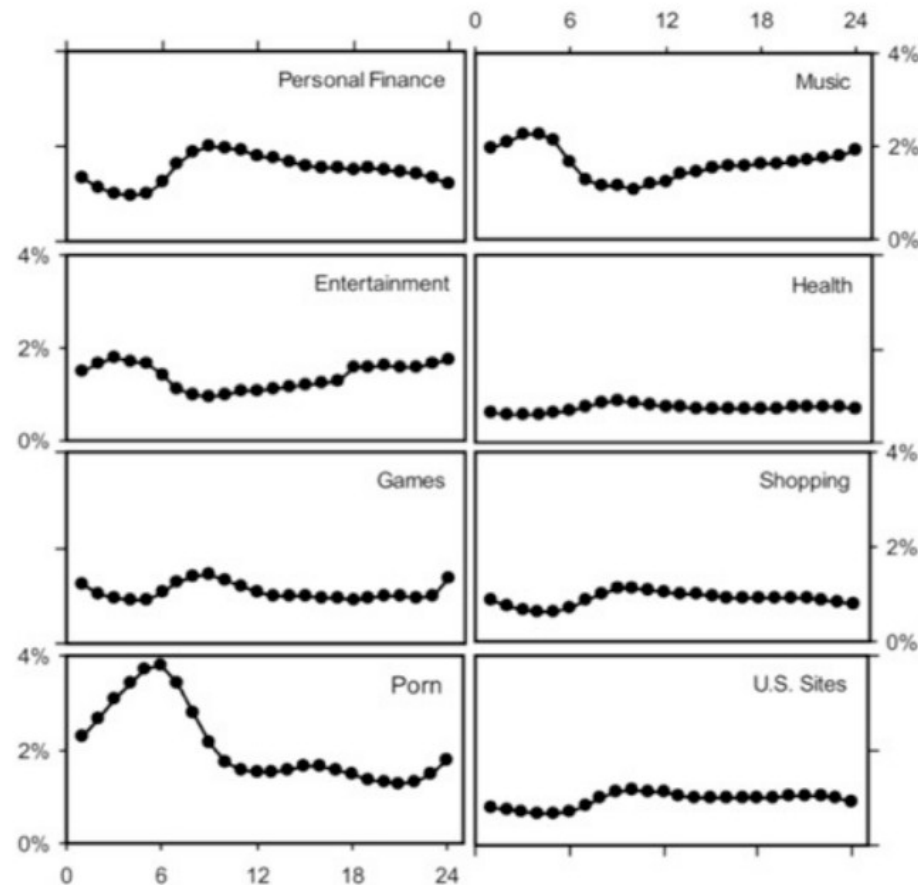 0 6 12 18 24
Personal Finance
Music
4%
2%
0%
4%
Entertainment
Health
2%
0%
Games
Shopping
4%
2%
0%
4%
Porn
U.S. Sites
2%
0%
0 6 12 18 24